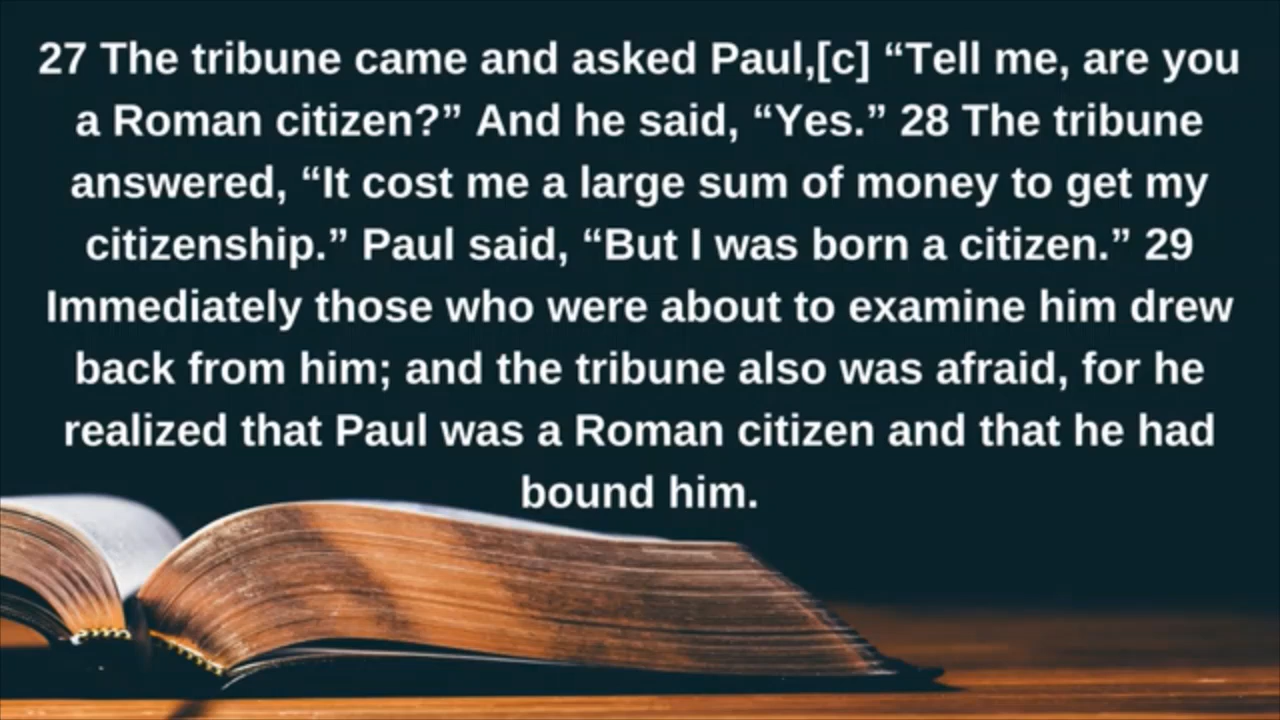 27 The tribune came and asked Paul,[c] “Tell me, are you
a Roman citizen?” And he said, “Yes.” 28 The tribune
answered, “It cost me a large sum of money to get my
citizenship.” Paul said, “But I was born a citizen.” 29
Immediately those who were about to examine him drew
back from him; and the tribune also was afraid, for he
realized that Paul was a Roman citizen and that he had
bound him.